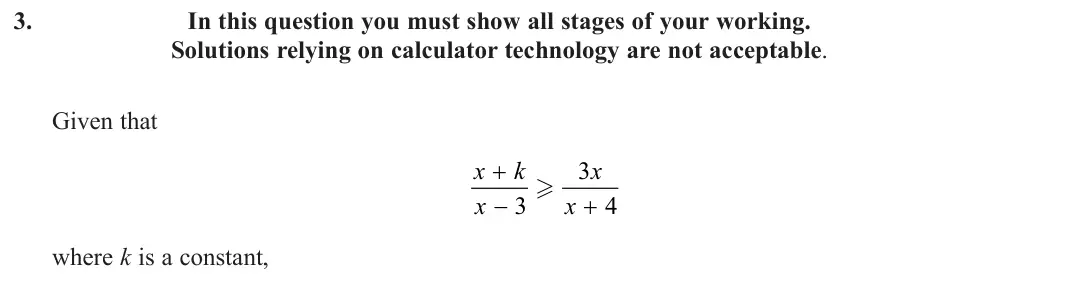 3. In this question you must show all stages of your working.
Solutions relying on calculator technology are not acceptable.
Given that
(x + k)/(x − 3) ⩾ 3x/(x + 4)
where k is a constant,